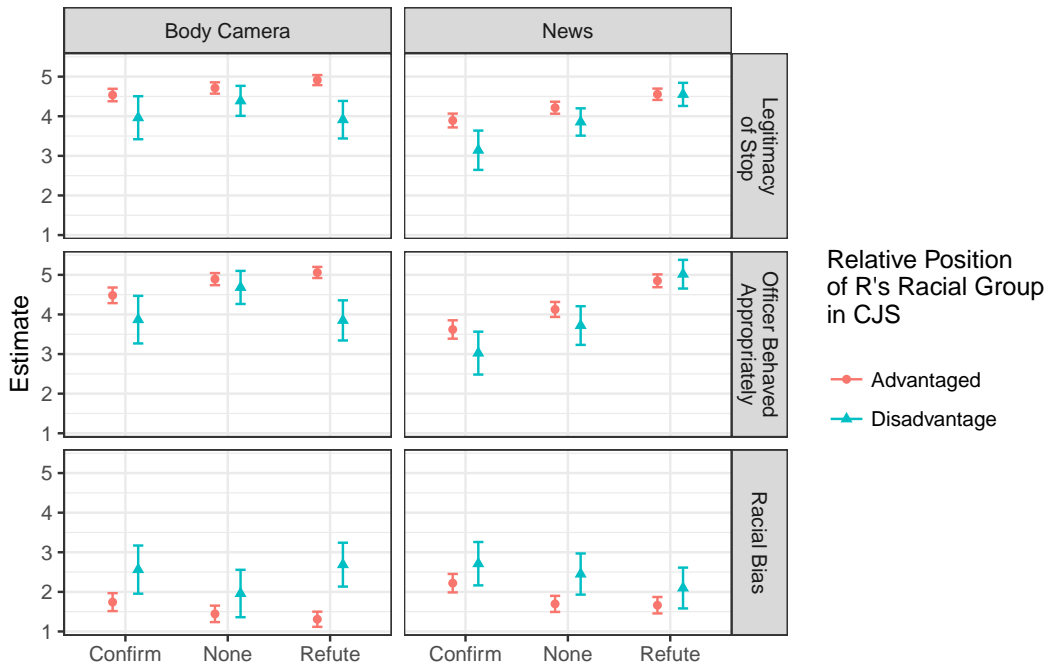 Body Camera
News
5
4
3
2
1
Legitimacy
of Stop
5
4
3
2
1
Officer Behaved
Appropriately
5
4
3
2
1
Racial Bias
Estimate
Confirm
None
Refute
Confirm
None
Refute
Relative Position
of R's Racial Group
in CJS
Advantaged
Disadvantage